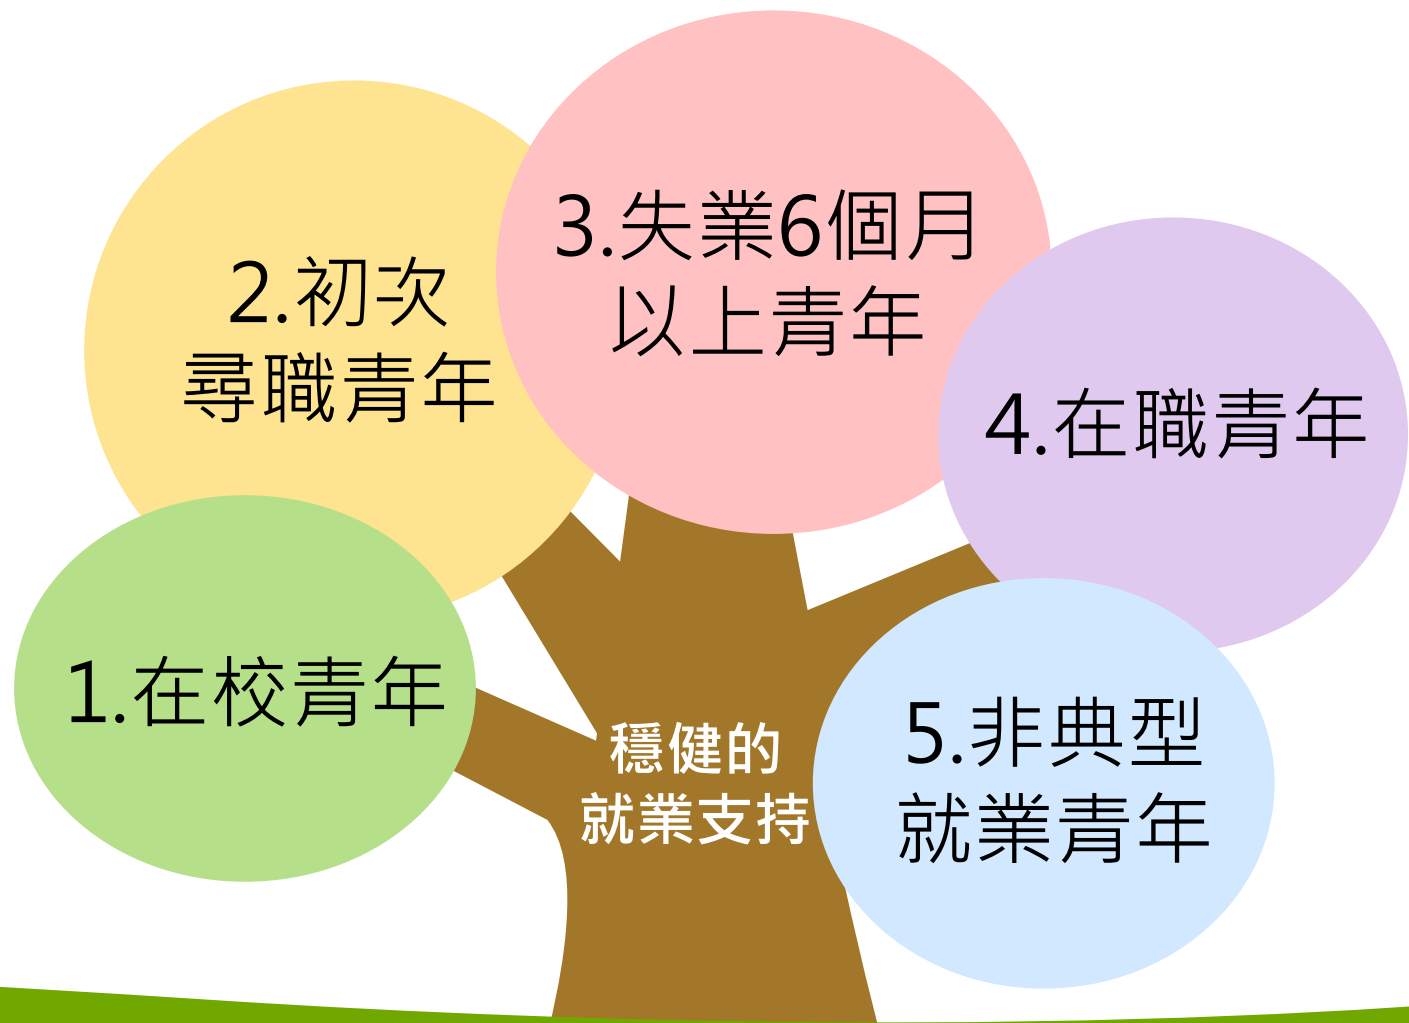 1.在校青年
2.初次
尋職青年
3.失業6個月
以上青年
4.在職青年
5.非典型
就業青年
穩健的
就業支持